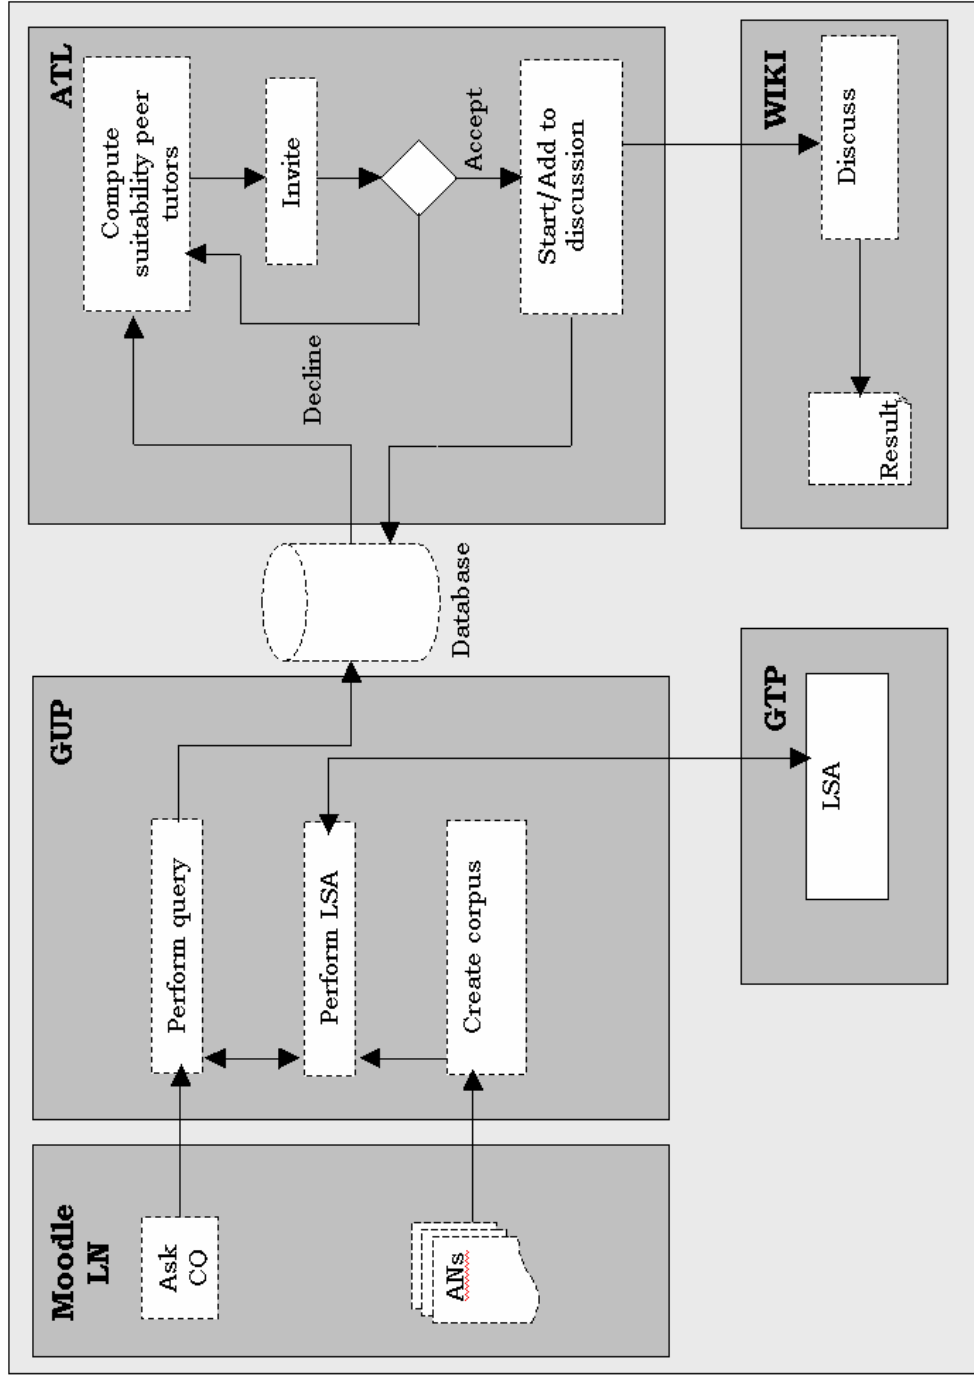 Moodle
LN
Ask
CQ
ANs
GUP
Perform query
Perform LSA
Create corpus
Database
ATL
Compute
suitability peer
tutors
Invite
Accept
Decline
Start/Add to
discussion
GTP
LSA
WIKI
Discuss
Result